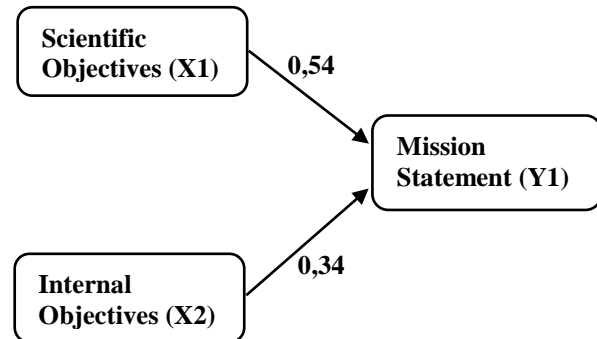 Scientific
Objectives (X1)
0,54
Mission
Statement (Y1)
0,34
Internal
Objectives (X2)